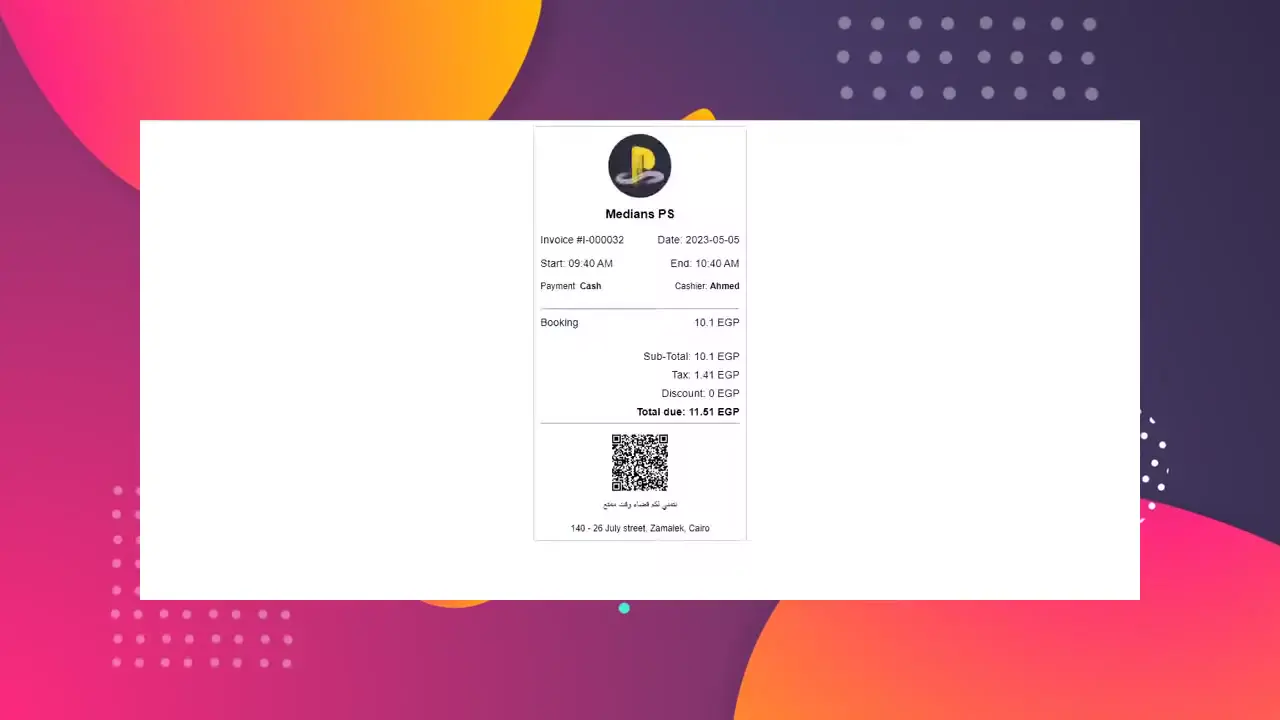 Medians PS
Invoice #I-000032 Date: 2023-05-05
Start: 09:40 AM End: 10:40 AM
Payment: Cash Cashier: Ahmed
Booking 10.1 EGP
Sub-Total: 10.1 EGP
Tax: 1.41 EGP
Discount: 0 EGP
Total due: 11.51 EGP
نتمني لكم قضاء وقت ممتع
140 - 26 July street, Zamalek, Cairo